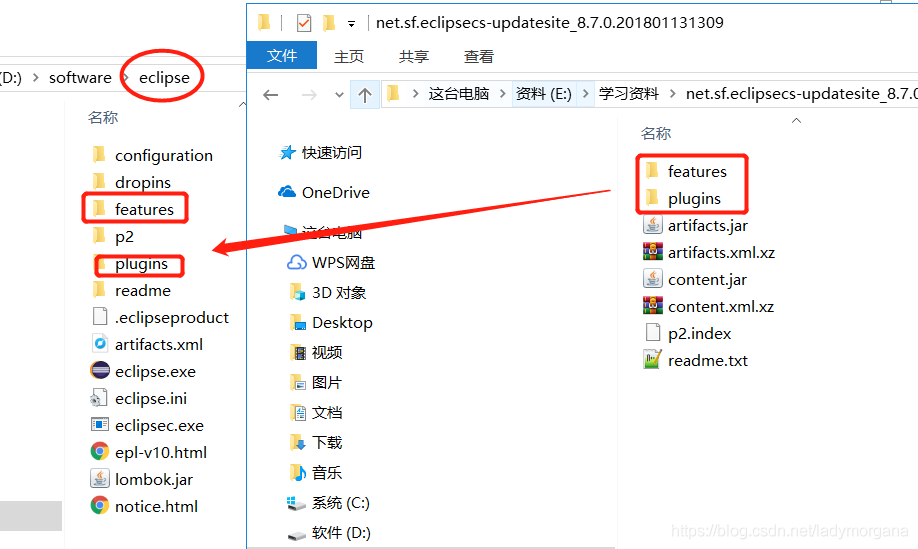 net.sf.eclipsecs-updatesite_8.7.0.201801131309
文件 主页 共享 查看
(D:) software eclipse
这台电脑 资料 (E:) 学习资料 net.sf.eclipsecs-updatesite_8.7.0
名称
configuration
dropins
features
p2
plugins
readme
.eclipseproduct
artifacts.xml
eclipse.exe
eclipse.ini
eclipsec.exe
epl-v10.html
lombok.jar
notice.html
快速访问
OneDrive
这台电脑
WPS网盘
3D 对象
Desktop
视频
图片
文档
下载
音乐
系统 (C:)
软件 (D:)
名称
features
plugins
artifacts.jar
artifacts.xml.xz
content.jar
content.xml.xz
p2.index
readme.txt
https://blog.csdn.net/ladymorgana